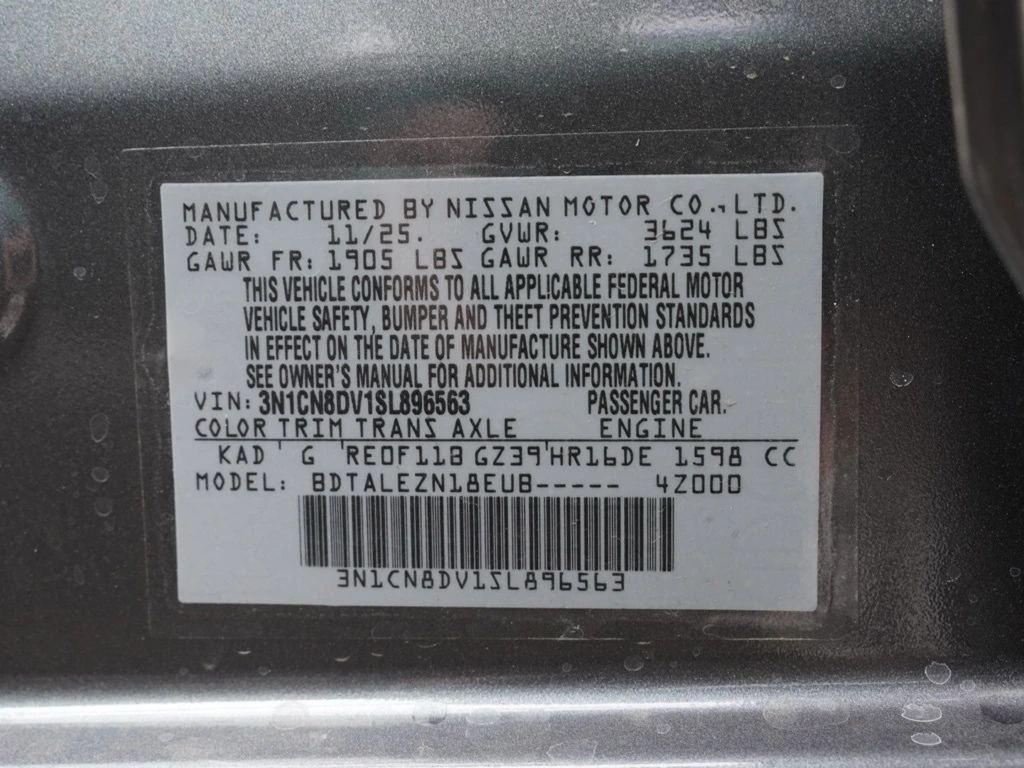 MANUFACTURED BY NISSAN MOTOR CO., LTD.
DATE: 11/25. GVWR: 3624 LBS
GAWR FR: 1905 LBS GAWR RR: 1735 LBS
THIS VEHICLE CONFORMS TO ALL APPLICABLE FEDERAL MOTOR
VEHICLE SAFETY, BUMPER AND THEFT PREVENTION STANDARDS
IN EFFECT ON THE DATE OF MANUFACTURE SHOWN ABOVE.
SEE OWNER'S MANUAL FOR ADDITIONAL INFORMATION.
VIN: 3N1CN8DV1SL896563 PASSENGER CAR.
COLOR TRIM TRANS AXLE ENGINE
KAD G RE0F11B GZ39 HR16DE 1598 CC
MODEL: BDTALEZN18EUB----- 4Z000
3N1CN8DV1SL896563